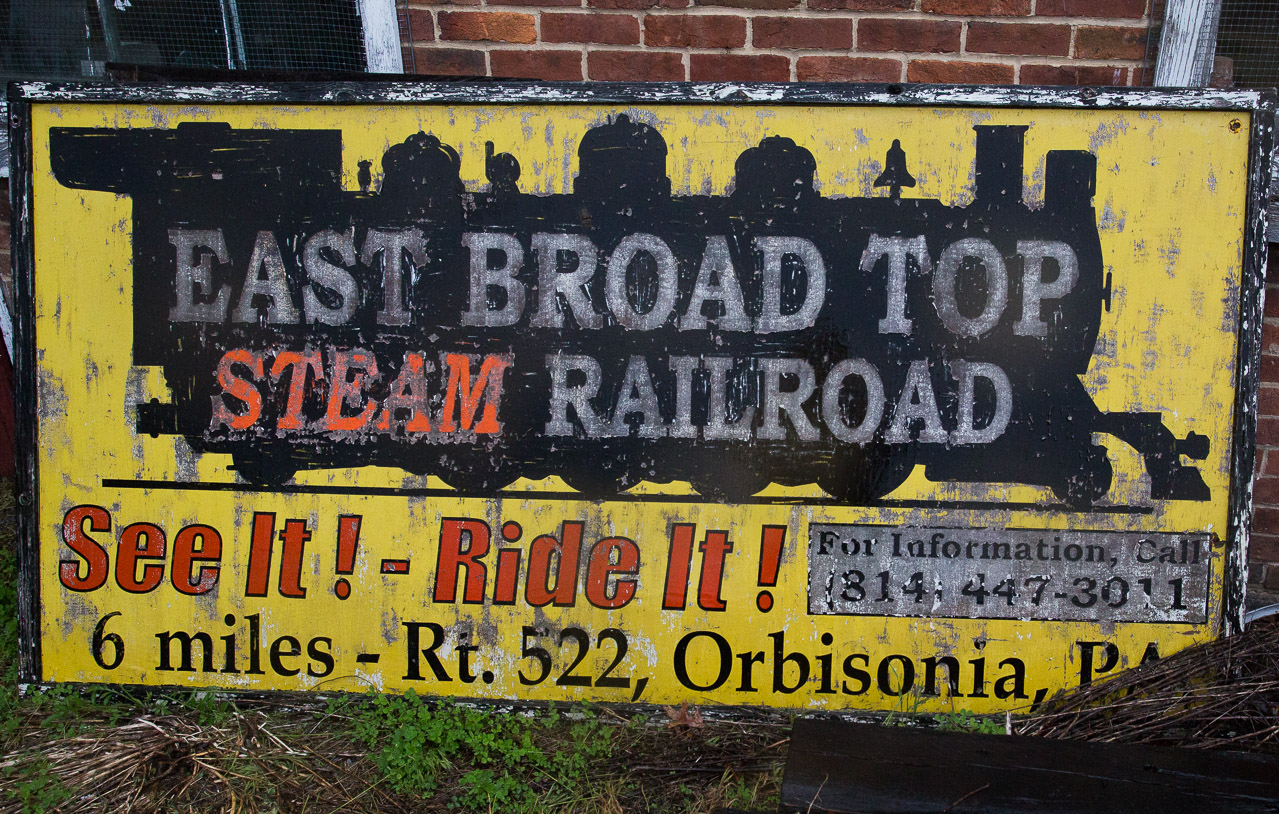 EAST BROAD TOP
STEAM RAILROAD
See It! - Ride It!
For Information, Call
(814) 447-3011
6 miles - Rt. 522, Orbisonia, PA